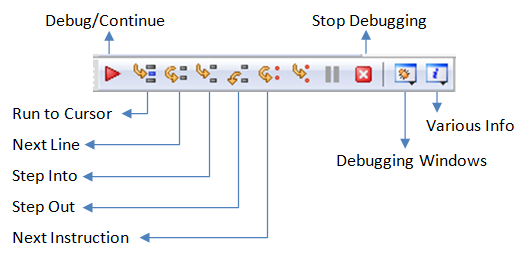 Debug/Continue
Stop Debugging
Run to Cursor
Various Info
Next Line
Debugging Windows
Step Into
Step Out
Next Instruction